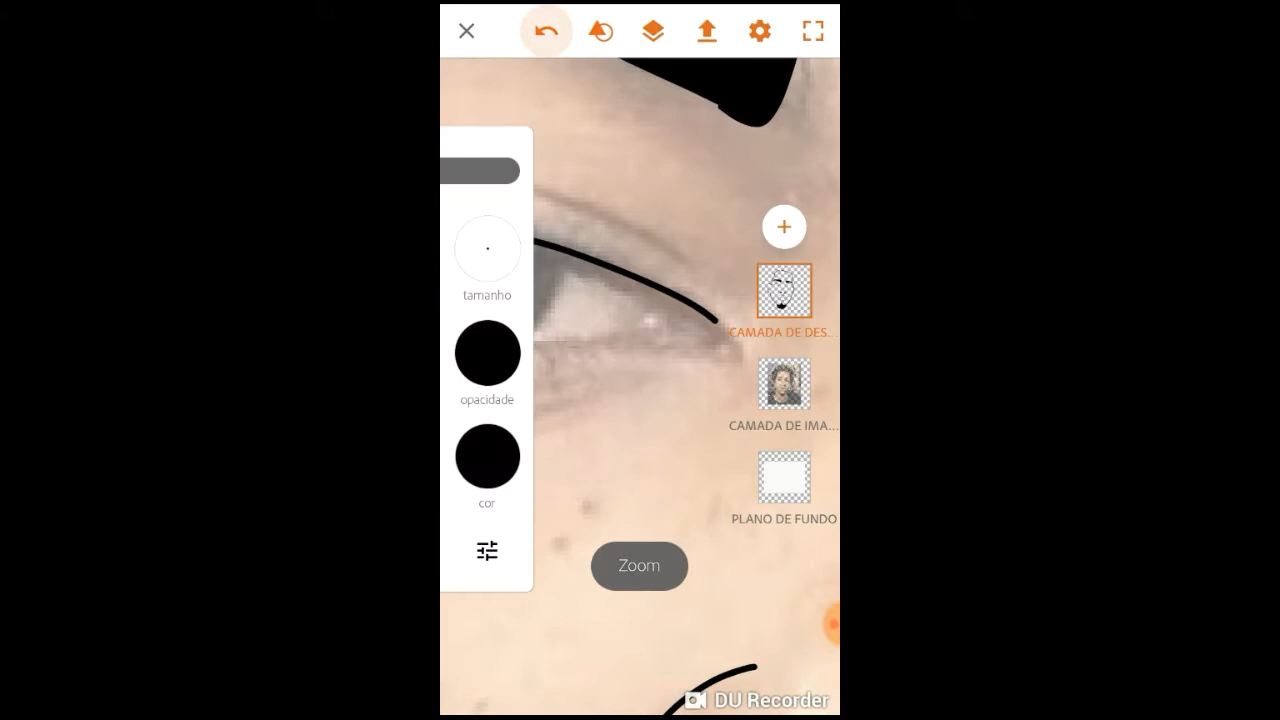 tamanho
opacidade
cor
CAMADA DE DES...
CAMADA DE IMA...
PLANO DE FUNDO
Zoom
DU Recorder